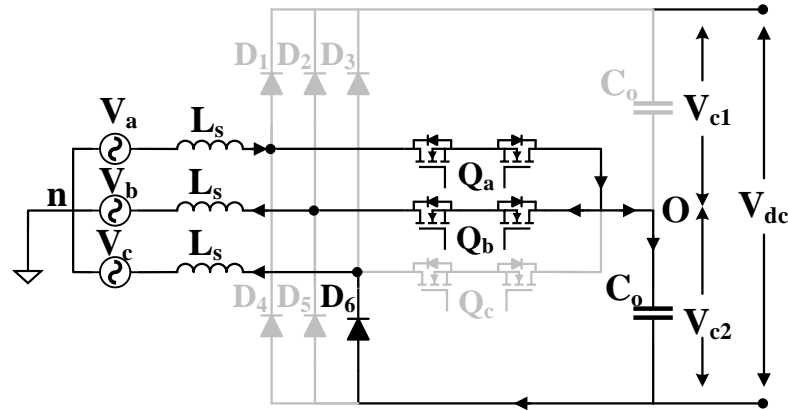 D1 D2 D3
Co
Va
Ls
Vc1
Qa
n
Vb
Ls
O
Vdc
Qb
Vc
Ls
D4 D5 D6
Qc
Co
Vc2